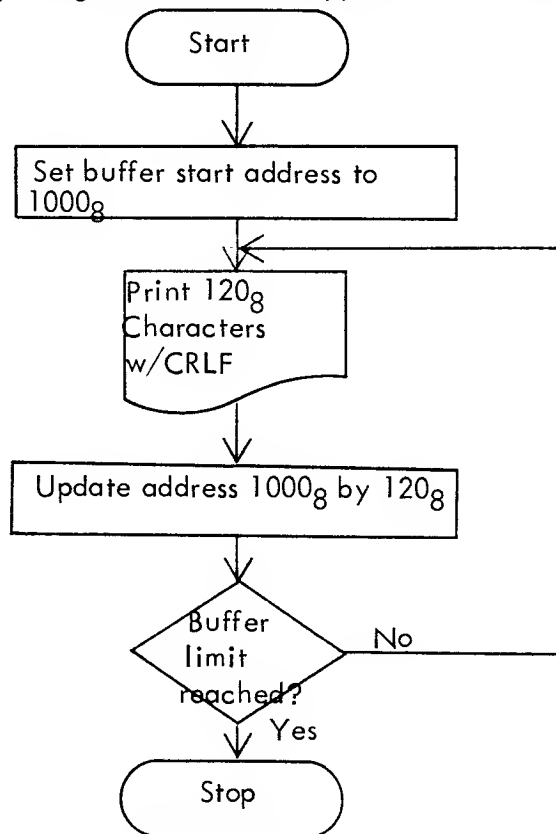 Start
Set buffer start address to
1000₈
Print 120₈
Characters
w/CRLF
Update address 1000₈ by 120₈
Buffer
limit
reached?
No
Yes
Stop